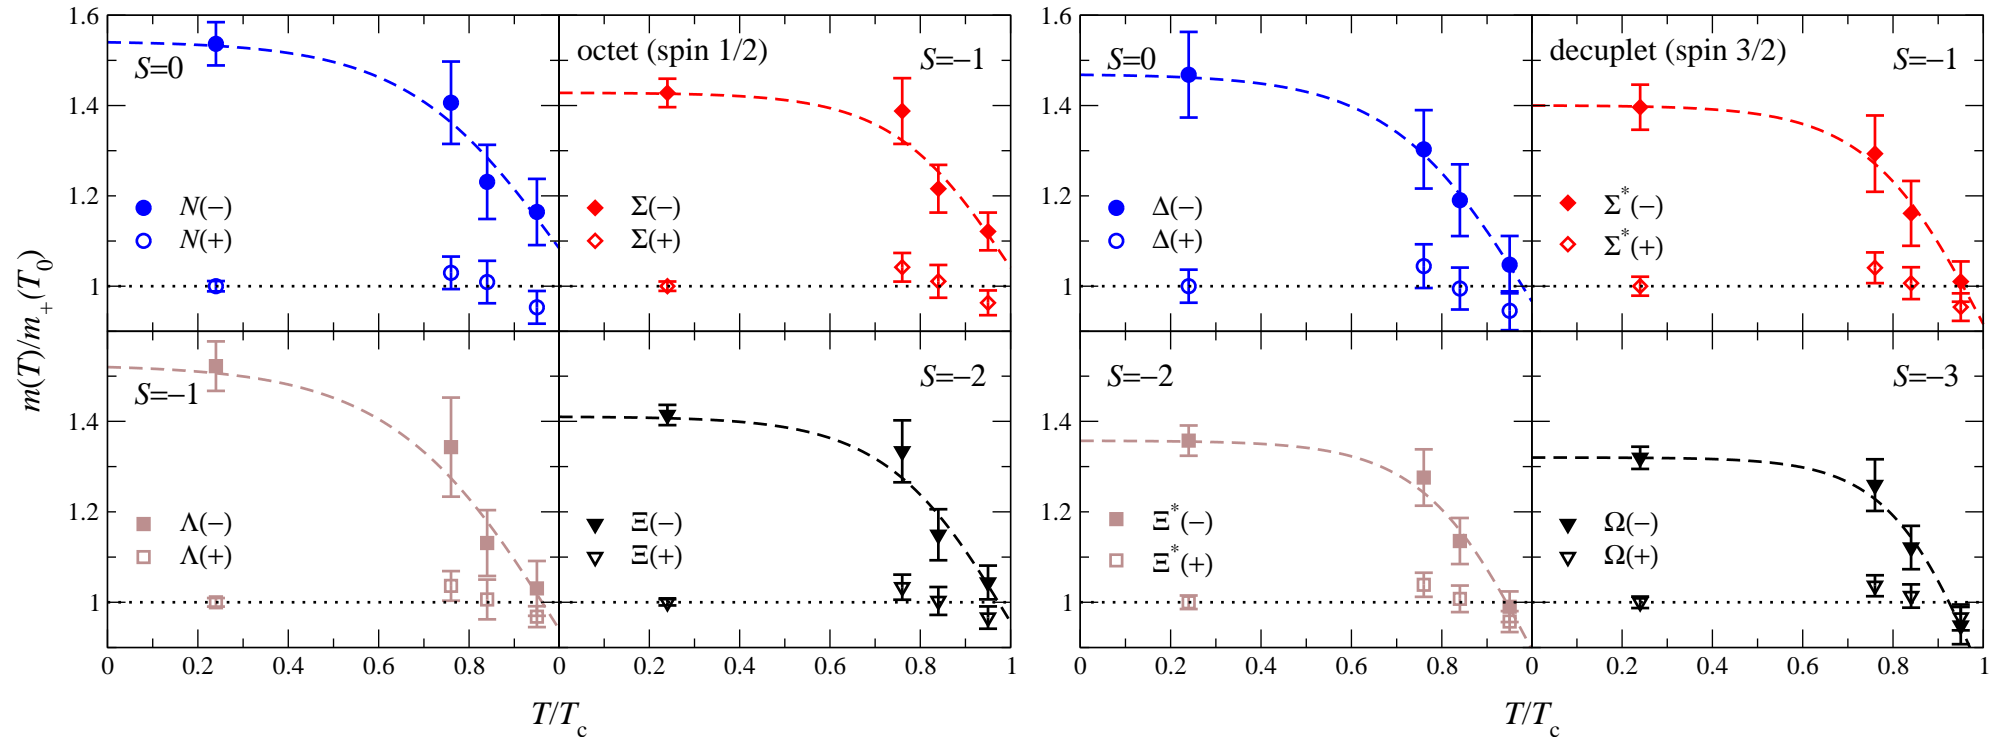 m(T)/m₊(T₀)
1.6
1.4
1.2
1
S=0
N(−)
N(+)
octet (spin 1/2)
S=−1
Σ(−)
Σ(+)
1.4
1.2
1
S=−1
Λ(−)
Λ(+)
S=−2
Ξ(−)
Ξ(+)
0 0.2 0.4 0.6 0.8 0 0.2 0.4 0.6 0.8 1
T/T_c
1.6
1.4
1.2
1
S=0
Δ(−)
Δ(+)
decuplet (spin 3/2)
S=−1
Σ*(−)
Σ*(+)
1.4
1.2
1
S=−2
Ξ*(−)
Ξ*(+)
S=−3
Ω(−)
Ω(+)
0 0.2 0.4 0.6 0.8 0 0.2 0.4 0.6 0.8 1
T/T_c